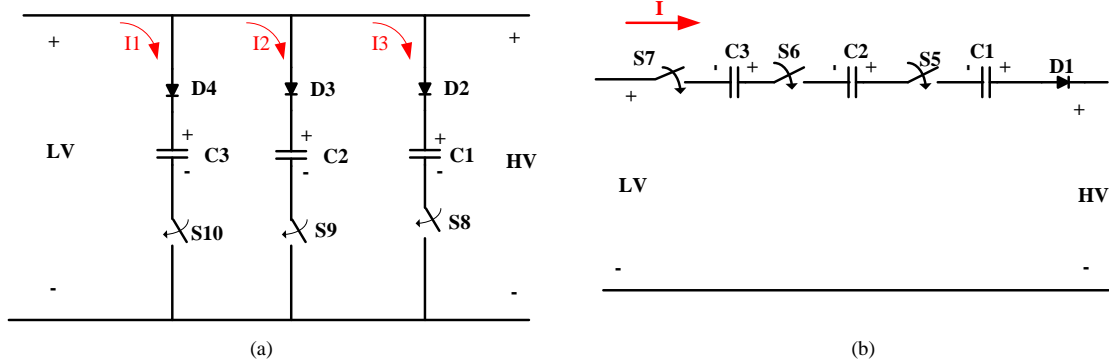 I1 I2 I3
+ +
D4 D3 D2
+ + +
LV C3 C2 C1 HV
- - -
S10 S9 S8
- -
(a)
I
S7 C3 S6 C2 S5 C1 D1
- + - + - +
+ +
LV HV
- -
(b)